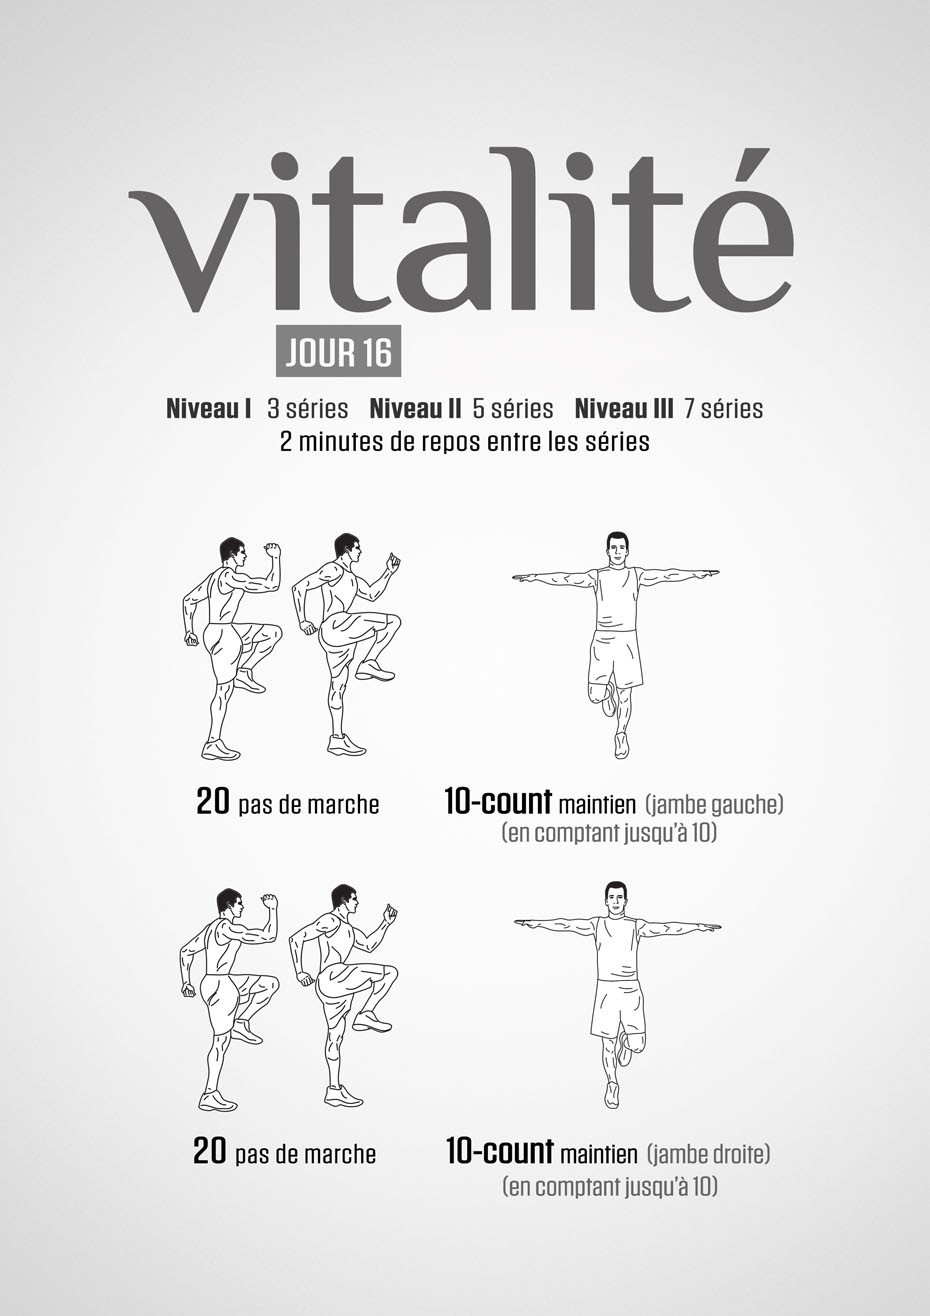 vitalité
JOUR 16
Niveau I 3 séries Niveau II 5 séries Niveau III 7 séries
2 minutes de repos entre les séries
20 pas de marche
10-count maintien (jambe gauche)
(en comptant jusqu'à 10)
20 pas de marche
10-count maintien (jambe droite)
(en comptant jusqu'à 10)